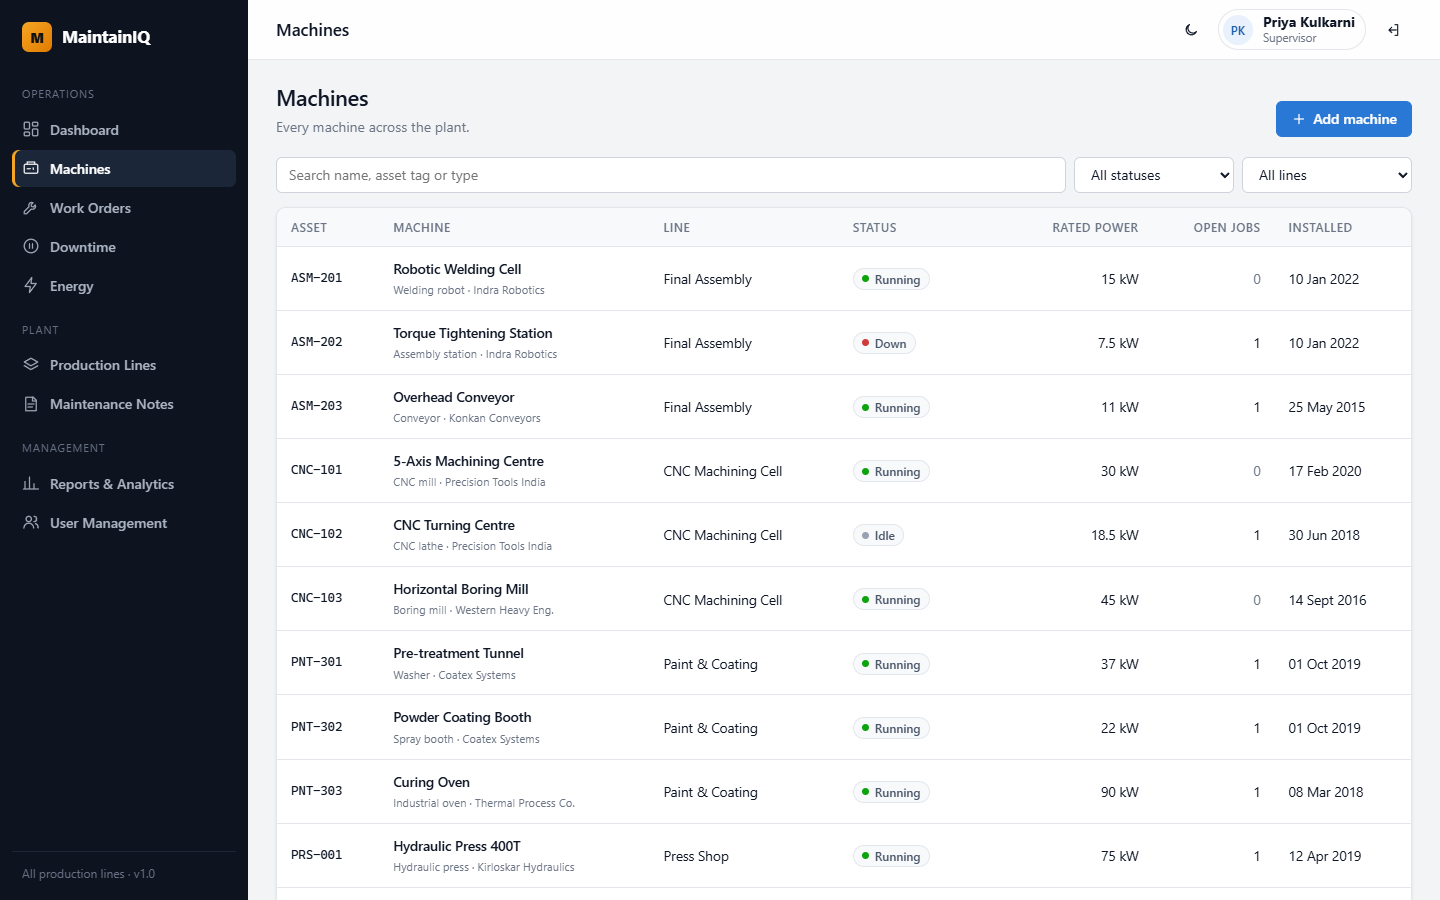 M MaintainIQ
OPERATIONS
Dashboard
Machines
Work Orders
Downtime
Energy
PLANT
Production Lines
Maintenance Notes
MANAGEMENT
Reports & Analytics
User Management
All production lines · v1.0
Machines
PK
Priya Kulkarni
Supervisor
Machines
Every machine across the plant.
+ Add machine
Search name, asset tag or type
All statuses
All lines
ASSET MACHINE LINE STATUS RATED POWER OPEN JOBS INSTALLED
ASM-201 Robotic Welding Cell Final Assembly Running 15 kW 0 10 Jan 2022
Welding robot · Indra Robotics
ASM-202 Torque Tightening Station Final Assembly Down 7.5 kW 1 10 Jan 2022
Assembly station · Indra Robotics
ASM-203 Overhead Conveyor Final Assembly Running 11 kW 1 25 May 2015
Conveyor · Konkan Conveyors
CNC-101 5-Axis Machining Centre CNC Machining Cell Running 30 kW 0 17 Feb 2020
CNC mill · Precision Tools India
CNC-102 CNC Turning Centre CNC Machining Cell Idle 18.5 kW 1 30 Jun 2018
CNC lathe · Precision Tools India
CNC-103 Horizontal Boring Mill CNC Machining Cell Running 45 kW 0 14 Sept 2016
Boring mill · Western Heavy Eng.
PNT-301 Pre-treatment Tunnel Paint & Coating Running 37 kW 1 01 Oct 2019
Washer · Coatex Systems
PNT-302 Powder Coating Booth Paint & Coating Running 22 kW 1 01 Oct 2019
Spray booth · Coatex Systems
PNT-303 Curing Oven Paint & Coating Running 90 kW 1 08 Mar 2018
Industrial oven · Thermal Process Co.
PRS-001 Hydraulic Press 400T Press Shop Running 75 kW 1 12 Apr 2019
Hydraulic press · Kirloskar Hydraulics